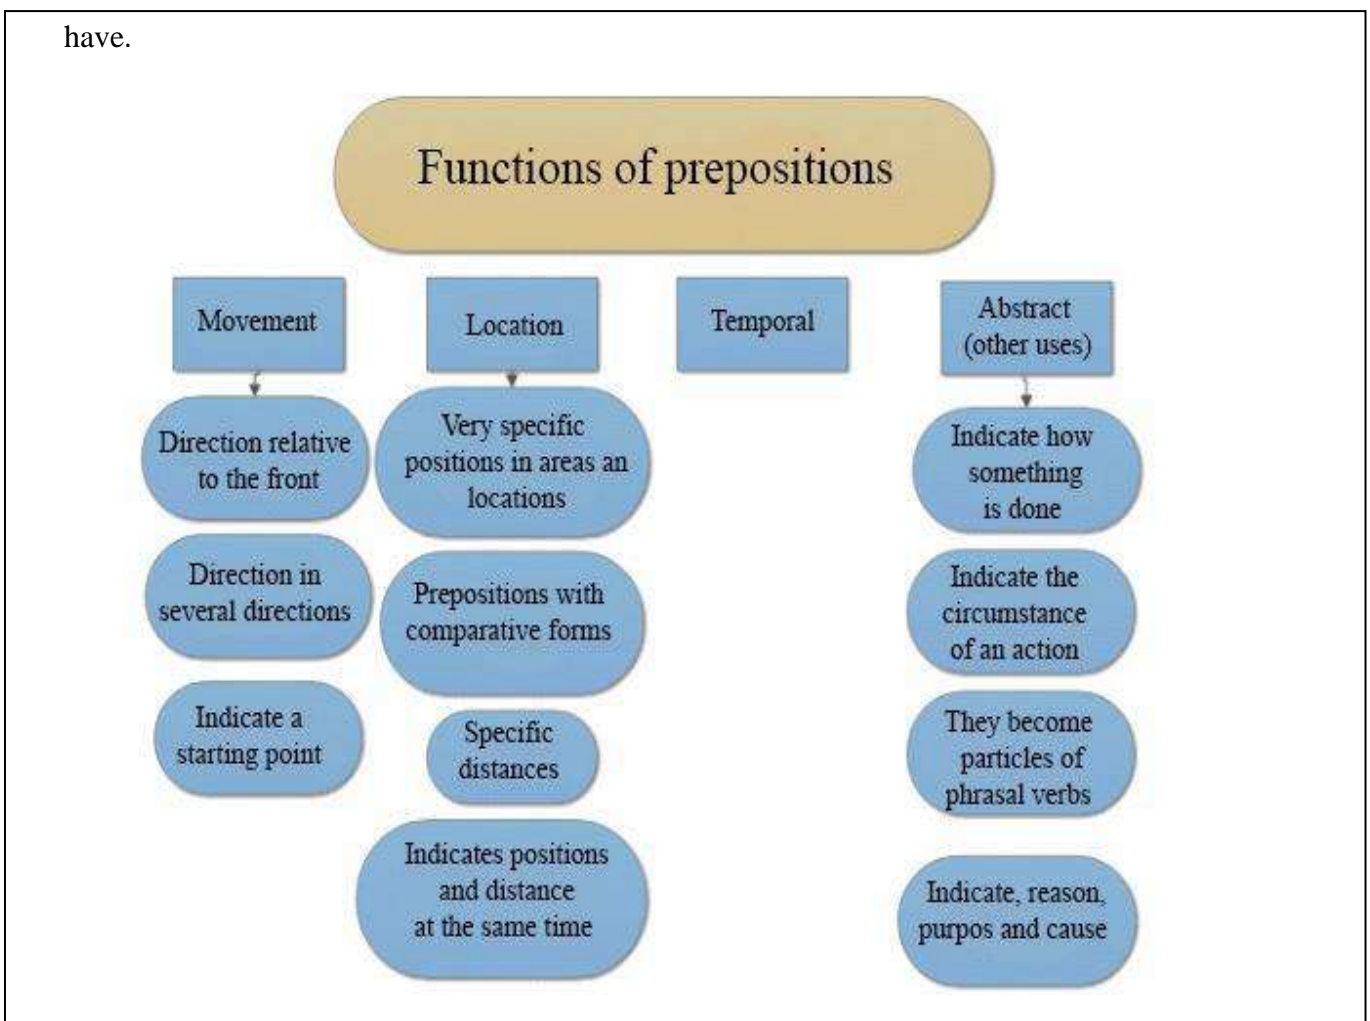 have.
Functions of prepositions
Movement
Direction relative
to the front
Direction in
several directions
Indicate a
starting point
Location
Very specific
positions in areas an
locations
Prepositions with
comparative forms
Specific
distances
Indicates positions
and distance
at the same time
Temporal
Abstract
(other uses)
Indicate how
something
is done
Indicate the
circumstance
of an action
They become
particles of
phrasal verbs
Indicate, reason,
purpos and cause